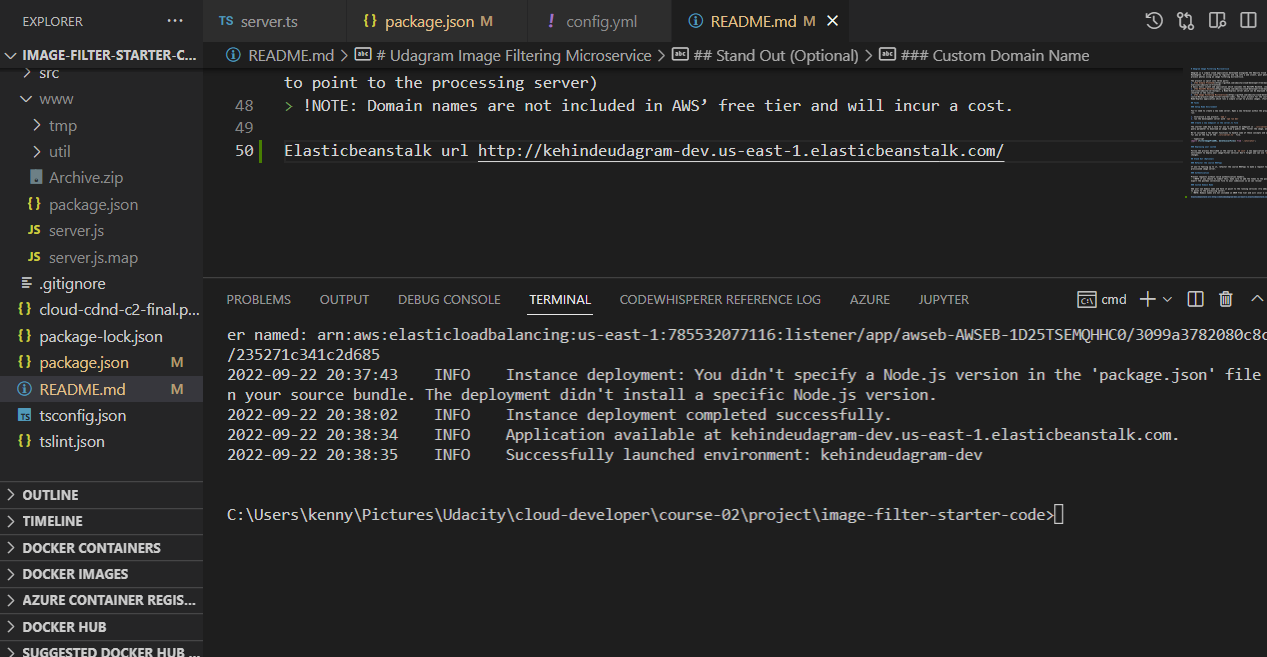 EXPLORER
server.ts
package.json M
config.yml
README.md M
IMAGE-FILTER-STARTER-C...
README.md > # Udagram Image Filtering Microservice > ## Stand Out (Optional) > ### Custom Domain Name
src
www
tmp
util
Archive.zip
package.json
server.js
server.js.map
.gitignore
cloud-cdnd-c2-final.p...
package-lock.json
package.json M
README.md M
tsconfig.json
tslint.json
OUTLINE
TIMELINE
DOCKER CONTAINERS
DOCKER IMAGES
AZURE CONTAINER REGIS...
DOCKER HUB
SUGGESTED DOCKER HUB ...
to point to the processing server)
48 > !NOTE: Domain names are not included in AWS’ free tier and will incur a cost.
49
50 Elasticbeanstalk url http://kehindeudagram-dev.us-east-1.elasticbeanstalk.com/
PROBLEMS OUTPUT DEBUG CONSOLE TERMINAL CODEWHISPERER REFERENCE LOG AZURE JUPYTER cmd
er named: arn:aws:elasticloadbalancing:us-east-1:785532077116:listener/app/awseb-AWSEB-1D25TSEMQHHC0/3099a3782080c8c
/235271c341c2d685
2022-09-22 20:37:43 INFO Instance deployment: You didn't specify a Node.js version in the 'package.json' file
n your source bundle. The deployment didn't install a specific Node.js version.
2022-09-22 20:38:02 INFO Instance deployment completed successfully.
2022-09-22 20:38:34 INFO Application available at kehindeudagram-dev.us-east-1.elasticbeanstalk.com.
2022-09-22 20:38:35 INFO Successfully launched environment: kehindeudagram-dev
C:\Users\kenny\Pictures\Udacity\cloud-developer\course-02\project\image-filter-starter-code>